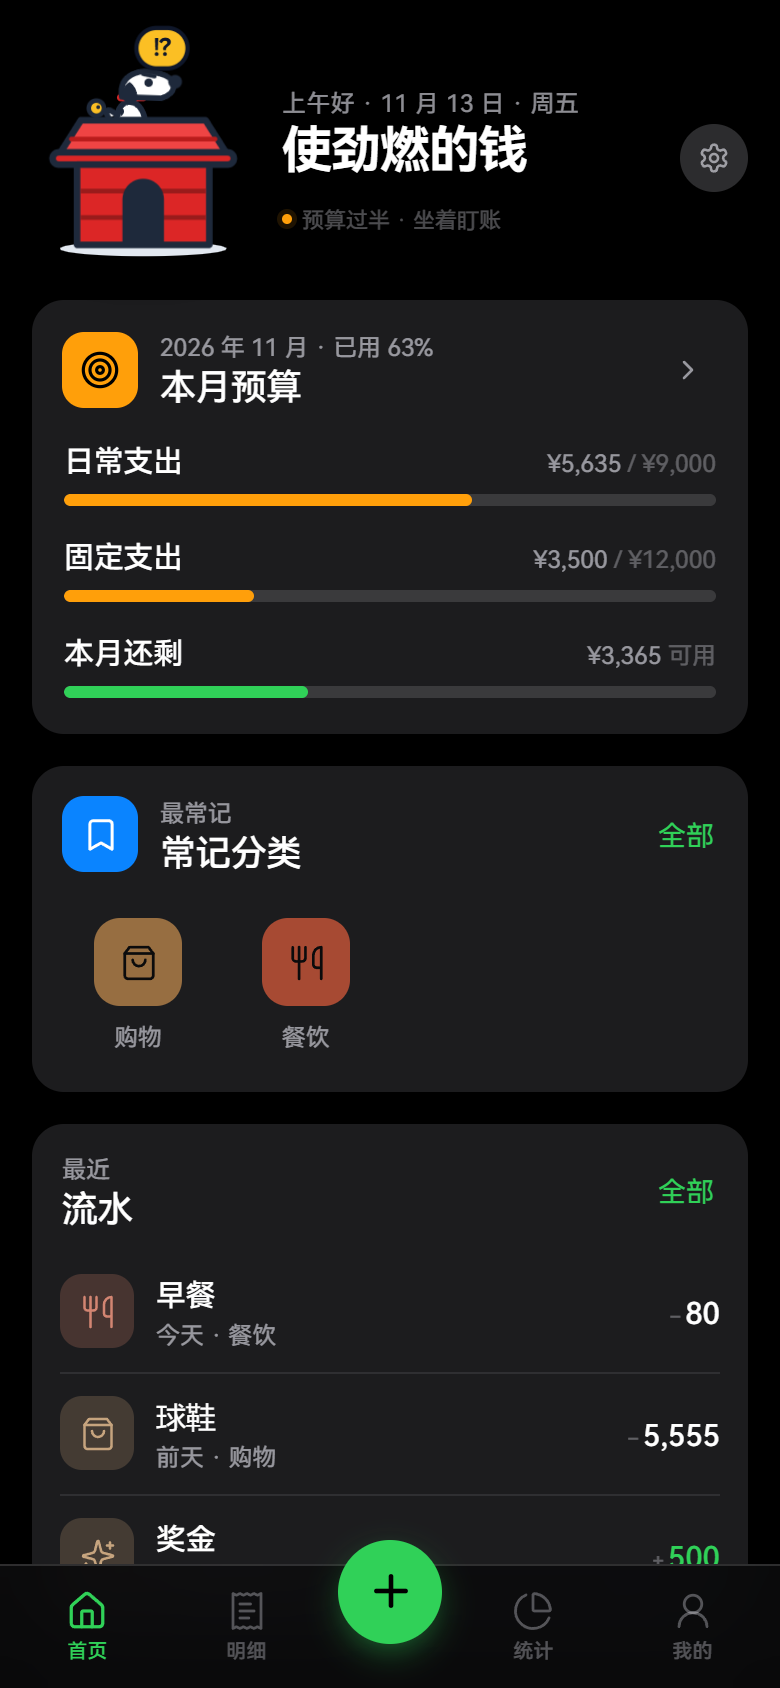 !?
上午好 · 11 月 13 日 · 周五
使劲燃的钱
预算过半 · 坐着盯账
2026 年 11 月 · 已用 63%
本月预算
日常支出
¥5,635 / ¥9,000
固定支出
¥3,500 / ¥12,000
本月还剩
¥3,365 可用
最常记
常记分类
全部
购物
餐饮
最近
流水
全部
早餐
今天 · 餐饮
–80
球鞋
前天 · 购物
–5,555
奖金
+500
首页
明细
统计
我的